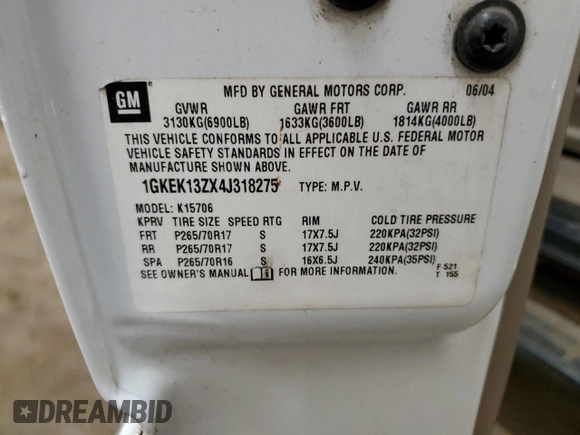 GM
MFD BY GENERAL MOTORS CORP. 06/04
GVWR GAWR FRT GAWR RR
3130KG(6900LB) 1633KG(3600LB) 1814KG(4000LB)
THIS VEHICLE CONFORMS TO ALL APPLICABLE U.S. FEDERAL MOTOR
VEHICLE SAFETY STANDARDS IN EFFECT ON THE DATE OF
MANUFACTURE SHOWN ABOVE.
1GKEK13ZX4J318275 TYPE: M.P.V.
MODEL: K15706
KPRV TIRE SIZE SPEED RTG RIM COLD TIRE PRESSURE
FRT P265/70R17 S 17X7.5J 220KPA(32PSI)
RR P265/70R17 S 17X7.5J 220KPA(32PSI)
SPA P265/70R16 S 16X6.5J 240KPA(35PSI)
SEE OWNER'S MANUAL FOR MORE INFORMATION. F 521
T 155
DREAMBID